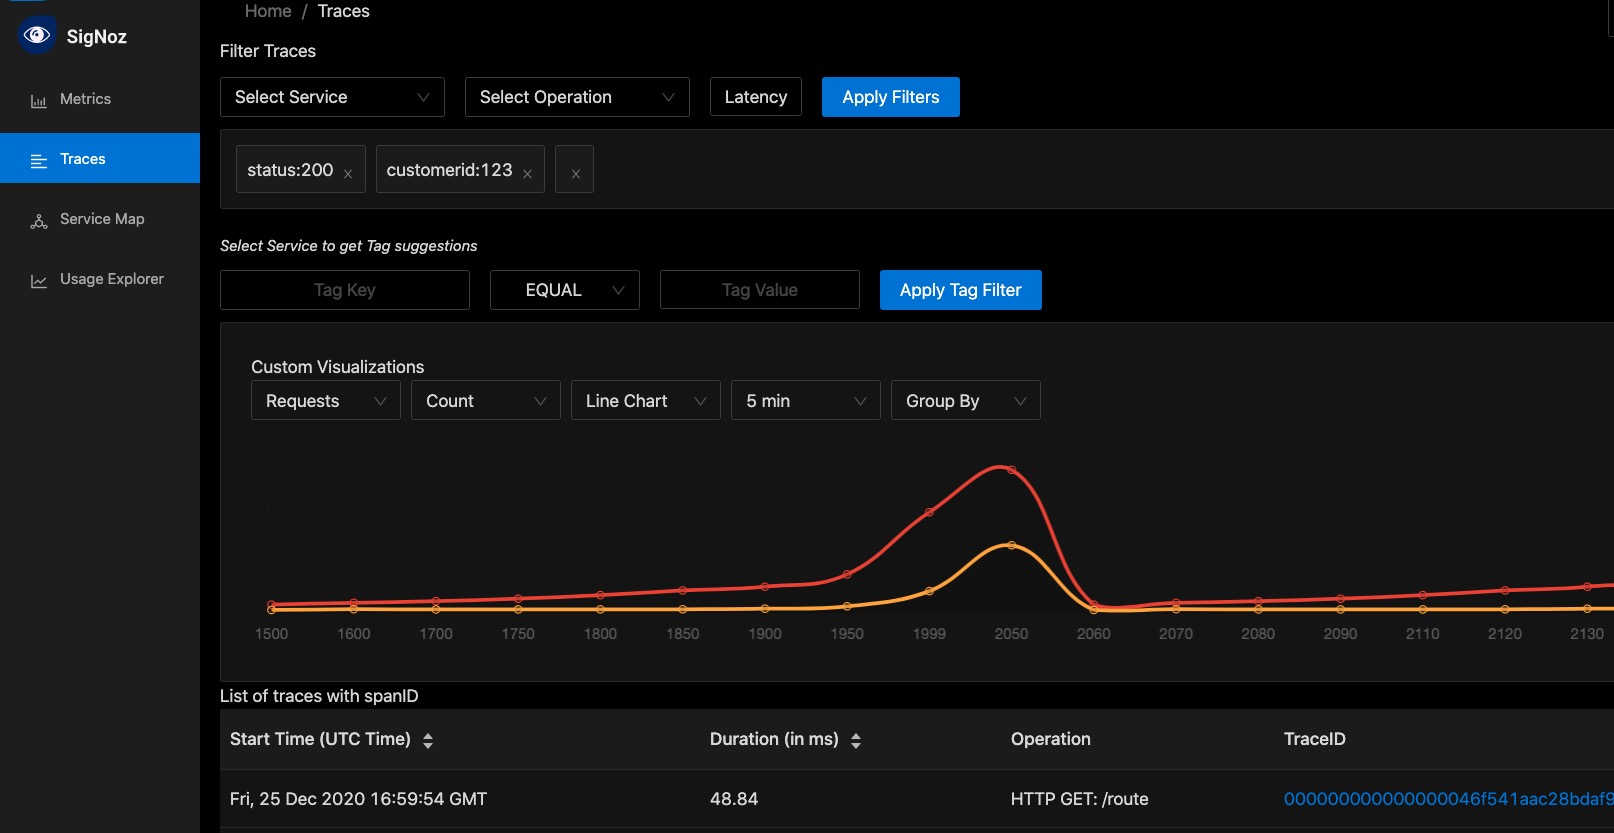 Home / Traces
SigNoz
Metrics
Traces
Service Map
Usage Explorer
Filter Traces
Select Service Select Operation Latency Apply Filters
status:200 x customerid:123 x x
Select Service to get Tag suggestions
Tag Key EQUAL Tag Value Apply Tag Filter
Custom Visualizations
Requests Count Line Chart 5 min Group By
1500 1600 1700 1750 1800 1850 1900 1950 1999 2050 2060 2070 2080 2090 2110 2120 2130
List of traces with spanID
Start Time (UTC Time) Duration (in ms) Operation TraceID
Fri, 25 Dec 2020 16:59:54 GMT 48.84 HTTP GET: /route 000000000000000046f541aac28bdaf9